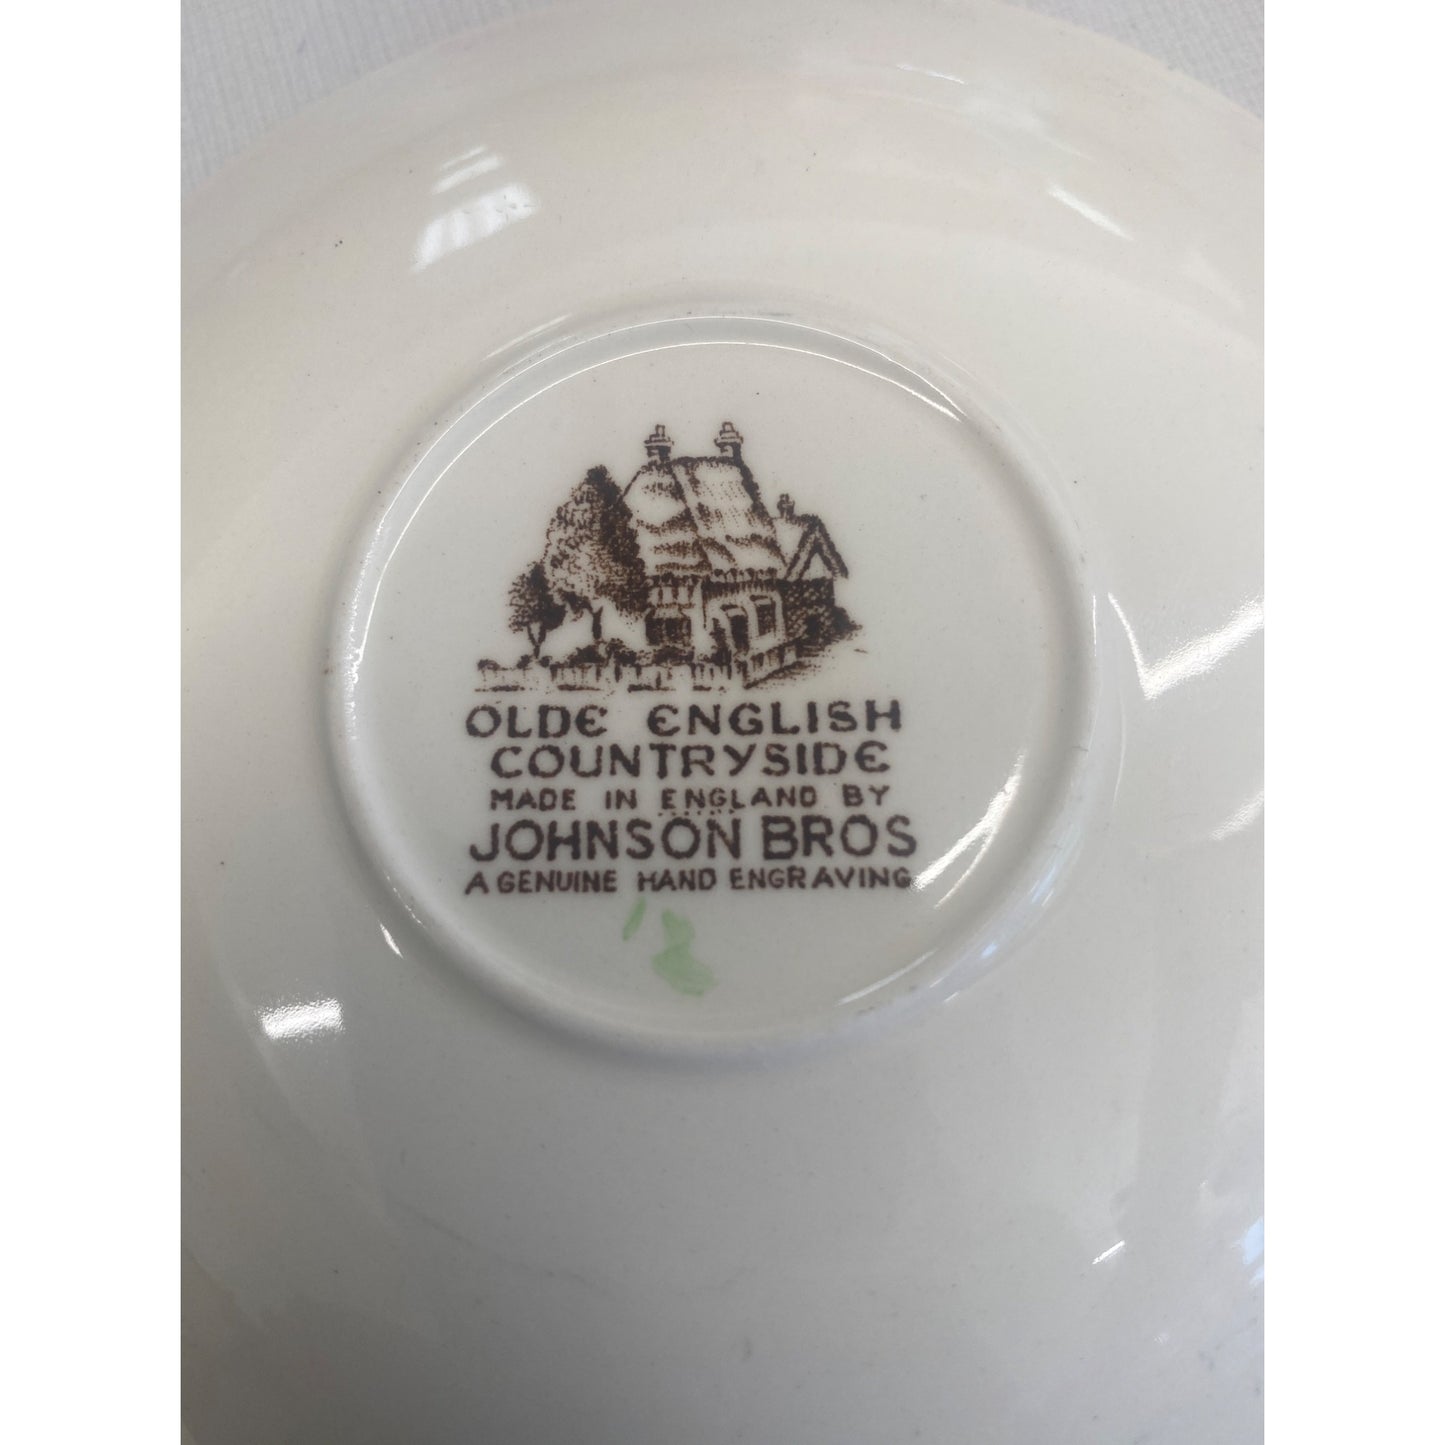 OLDE ENGLISH
COUNTRYSIDE
MADE IN ENGLAND BY
JOHNSON BROS
A GENUINE HAND ENGRAVING